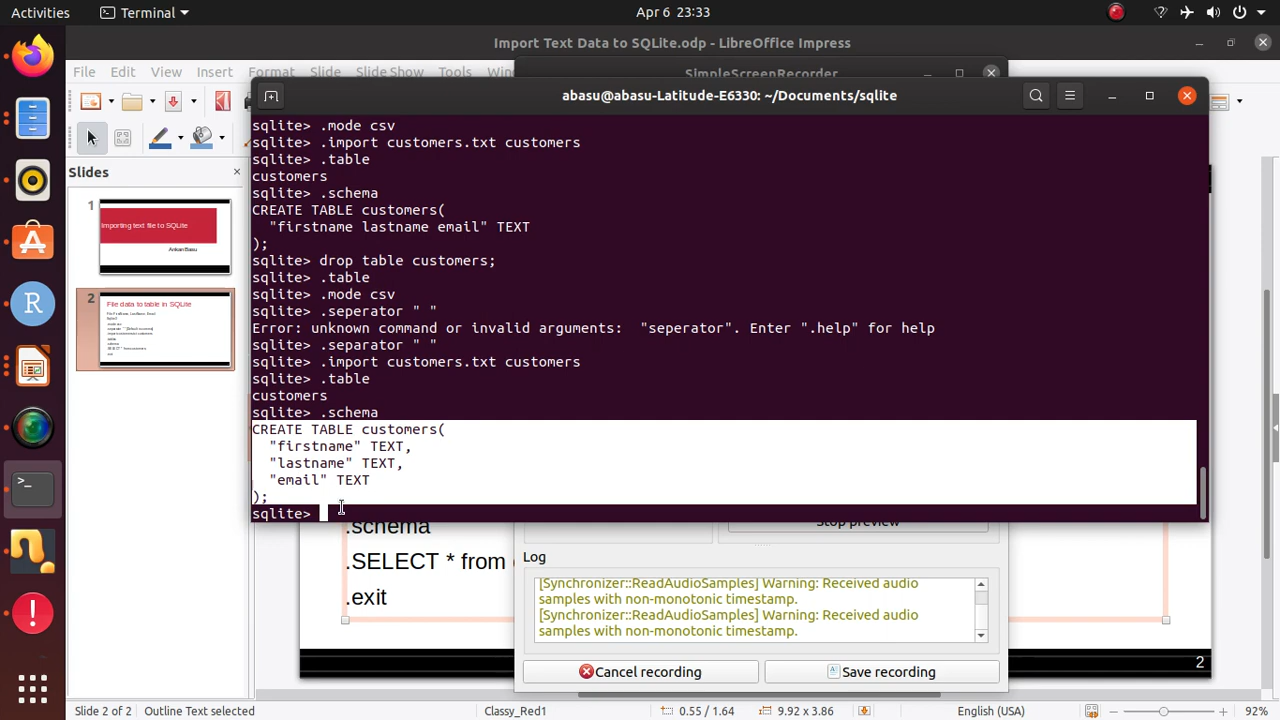 Activities
Terminal
Apr 6 23:33
Import Text Data to SQLite.odp - LibreOffice Impress
File Edit View Insert Format Slide Slide Show Tools
SimpleScreenRecorder
abasu@abasu-Latitude-E6330: ~/Documents/sqlite
Slides
1
Importing text file to SQLite
Ankan Basu
2
File data to table in SQLite
sqlite> .mode csv
sqlite> .import customers.txt customers
sqlite> .table
customers
sqlite> .schema
CREATE TABLE customers(
"firstname lastname email" TEXT
);
sqlite> drop table customers;
sqlite> .table
sqlite> .mode csv
sqlite> .seperator " "
Error: unknown command or invalid arguments: "seperator". Enter ".help" for help
sqlite> .separator " "
sqlite> .import customers.txt customers
sqlite> .table
customers
sqlite> .schema
CREATE TABLE customers(
"firstname" TEXT,
"lastname" TEXT,
"email" TEXT
);
sqlite>
.schema
.SELECT * from
.exit
Stop preview
Log
[Synchronizer::ReadAudioSamples] Warning: Received audio
samples with non-monotonic timestamp.
[Synchronizer::ReadAudioSamples] Warning: Received audio
samples with non-monotonic timestamp.
Cancel recording
Save recording
2
Slide 2 of 2
Outline Text selected
Classy_Red1
0.55 / 1.64
9.92 x 3.86
English (USA)
92%